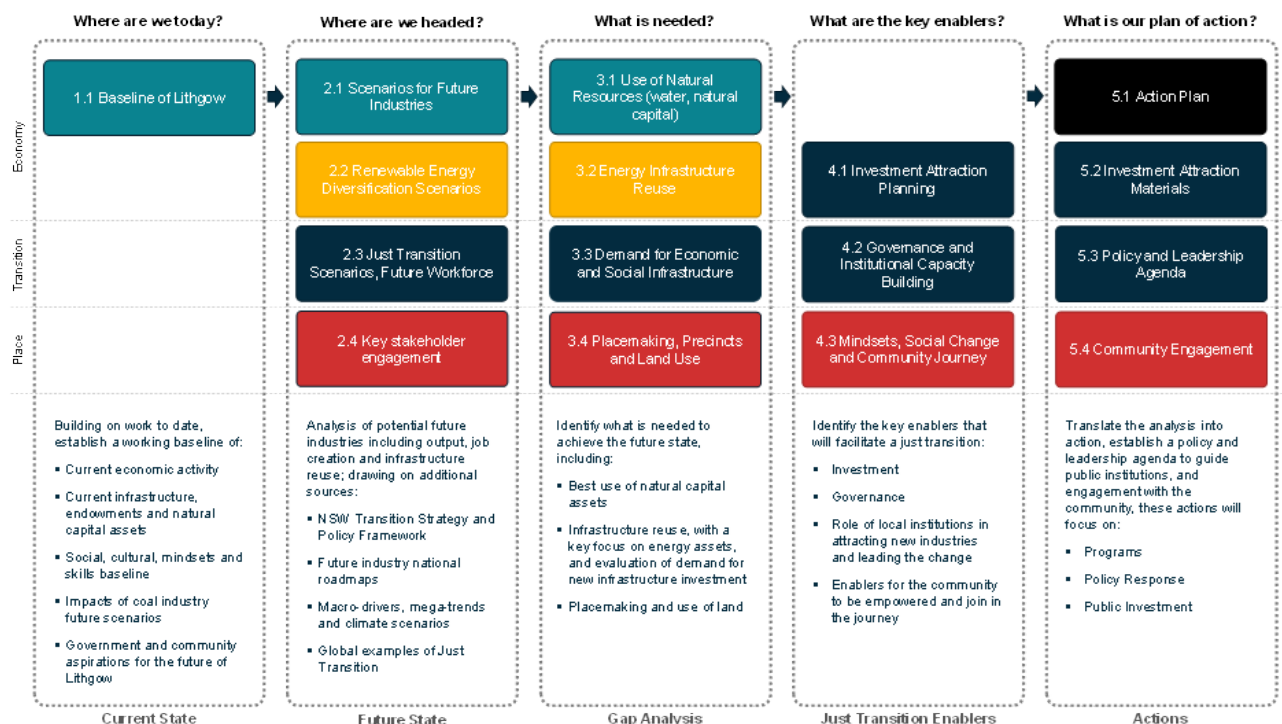 Where are we today?
Where are we headed?
What is needed?
What are the key enablers?
What is our plan of action?
Economy
Transition
Place
1.1 Baseline of Lithgow
2.1 Scenarios for Future
Industries
3.1 Use of Natural
Resources (water, natural
capital)
5.1 Action Plan
2.2 Renewable Energy
Diversification Scenarios
3.2 Energy Infrastructure
Reuse
4.1 Investment Attraction
Planning
5.2 Investment Attraction
Materials
2.3 Just Transition
Scenarios, Future Workforce
3.3 Demand for Economic
and Social Infrastructure
4.2 Governance and
Institutional Capacity
Building
5.3 Policy and Leadership
Agenda
2.4 Key stakeholder
engagement
3.4 Placemaking, Precincts
and Land Use
4.3 Mindsets, Social Change
and Community Journey
5.4 Community Engagement
Building on work to date,
establish a working baseline of:
▪ Current economic activity
▪ Current infrastructure,
endowments and natural
capital assets
▪ Social, cultural, mindsets and
skills baseline
▪ Impacts of coal industry
future scenarios
▪ Government and community
aspirations for the future of
Lithgow
Current State
Analysis of potential future
industries including output, job
creation and infrastructure
reuse; drawing on additional
sources:
▪ NSW Transition Strategy and
Policy Framework
▪ Future industry national
roadmaps
▪ Macro-drivers, mega-trends
and climate scenarios
▪ Global examples of Just
Transition
Future State
Identify what is needed to
achieve the future state,
including:
▪ Best use of natural capital
assets
▪ Infrastructure reuse, with a
key focus on energy assets,
and evaluation of demand for
new infrastructure investment
▪ Placemaking and use of land
Gap Analysis
Identify the key enablers that
will facilitate a just transition:
▪ Investment
▪ Governance
▪ Role of local institutions in
attracting new industries
and leading the change
▪ Enablers for the community
to be empowered and join in
the journey
Just Transition Enablers
Translate the analysis into
action, establish a policy and
leadership agenda to guide
public institutions, and
engagement with the
community, these actions will
focus on:
▪ Programs
▪ Policy Response
▪ Public Investment
Actions